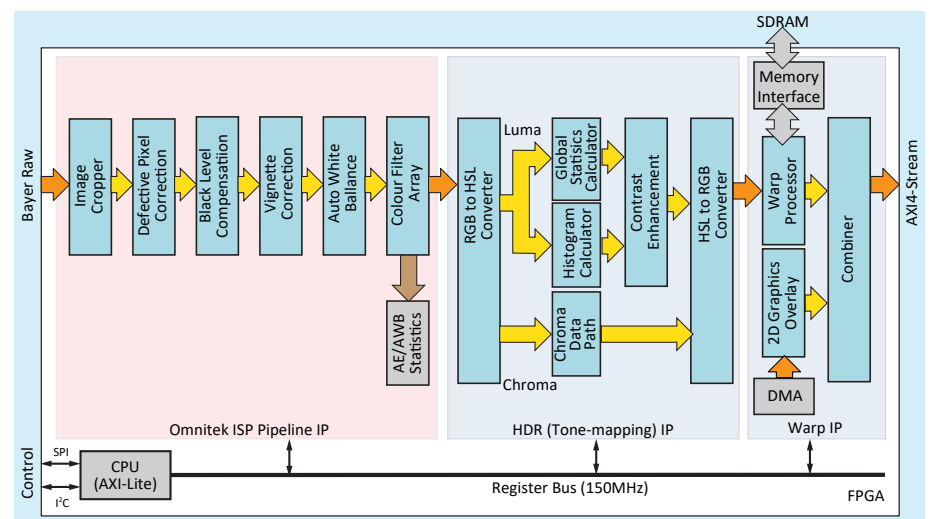 SDRAM
Memory
Interface
Bayer Raw
Image
Cropper
Defective Pixel
Correction
Black Level
Compensation
Vignette
Correction
Auto White
Ballance
Colour Filter
Array
AE/AWB
Statistics
Omnitek ISP Pipeline IP
RGB to HSL
Converter
Luma
Chroma
Global
Statisics
Calculator
Histogram
Calculator
Chroma
Data
Path
Contrast
Enhancement
HSL to RGB
Converter
HDR (Tone-mapping) IP
Warp
Processor
2D Graphics
Overlay
DMA
Combiner
Warp IP
AXI4-Stream
Control
SPI
I²C
CPU
(AXI-Lite)
Register Bus (150MHz)
FPGA